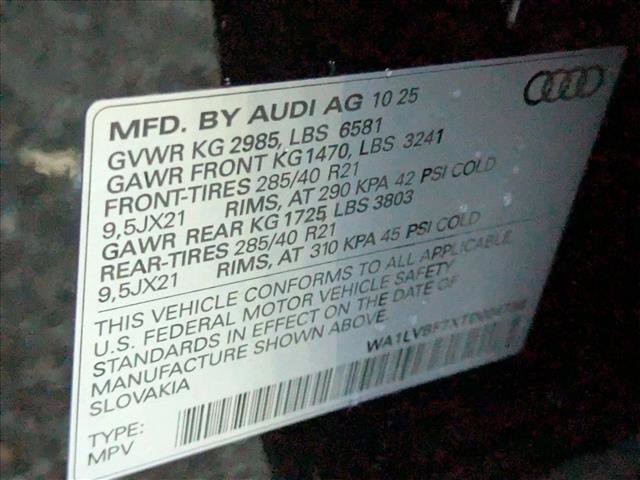 MFD. BY AUDI AG 10 25
GVWR KG 2985, LBS 6581
GAWR FRONT KG1470, LBS 3241
FRONT-TIRES 285/40 R21
9,5JX21 RIMS, AT 290 KPA 42 PSI COLD
GAWR REAR KG 1725 LBS 3803
REAR-TIRES 285/40 R21
9,5JX21 RIMS, AT 310 KPA 45 PSI COLD
THIS VEHICLE CONFORMS TO ALL APPLICABLE
U.S. FEDERAL MOTOR VEHICLE SAFETY
STANDARDS IN EFFECT ON THE DATE OF
MANUFACTURE SHOWN ABOVE.
SLOVAKIA
TYPE:
MPV